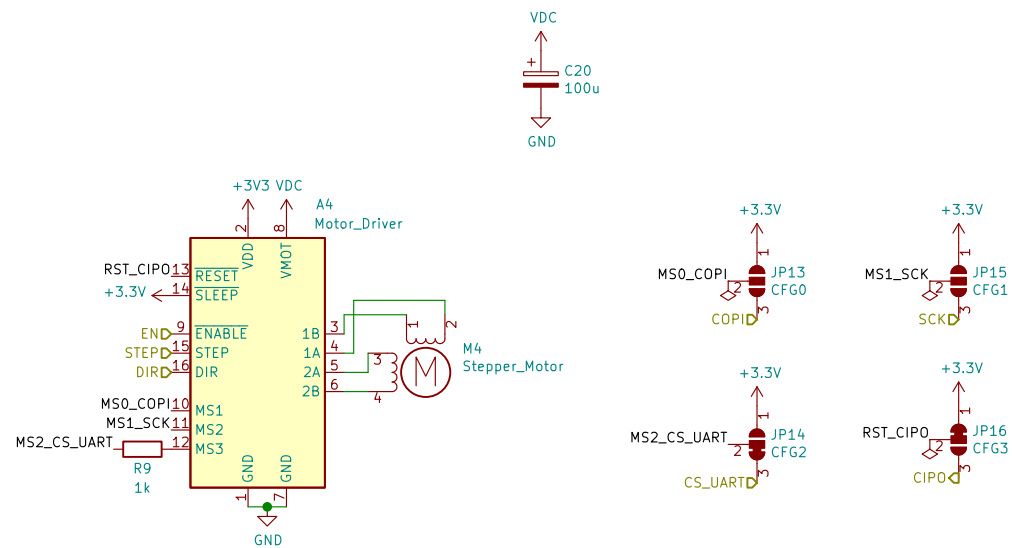 VDC
+
C20
100u
GND
+3V3 VDC
A4
Motor_Driver
2
8
VDD
VMOT
RST_CIPO 13 RESET
+3.3V 14 SLEEP
EN 9 ENABLE
STEP 15 STEP
DIR 16 DIR
MS0_COPI 10 MS1
MS1_SCK 11 MS2
MS2_CS_UART 12 MS3
R9
1k
1B 3
1A 4
2A 5
2B 6
GND
GND
1
7
GND
1
2
3
4
M
M4
Stepper_Motor
+3.3V
1
MS0_COPI
2
JP13
CFG0
3
COPI
+3.3V
1
MS1_SCK
2
JP15
CFG1
3
SCK
+3.3V
1
MS2_CS_UART
2
JP14
CFG2
3
CS_UART
+3.3V
1
RST_CIPO
2
JP16
CFG3
3
CIPO